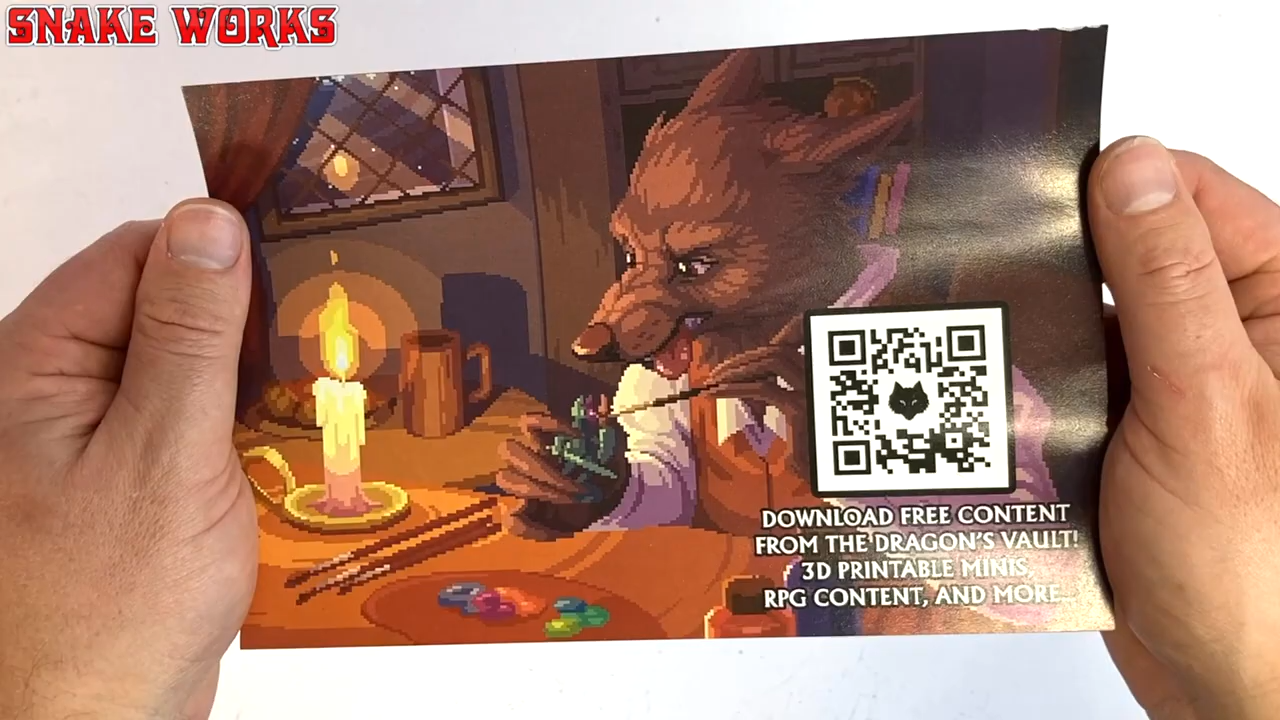 SNAKE WORKS
DOWNLOAD FREE CONTENT
FROM THE DRAGON'S VAULT!
3D PRINTABLE MINIS,
RPG CONTENT, AND MORE...